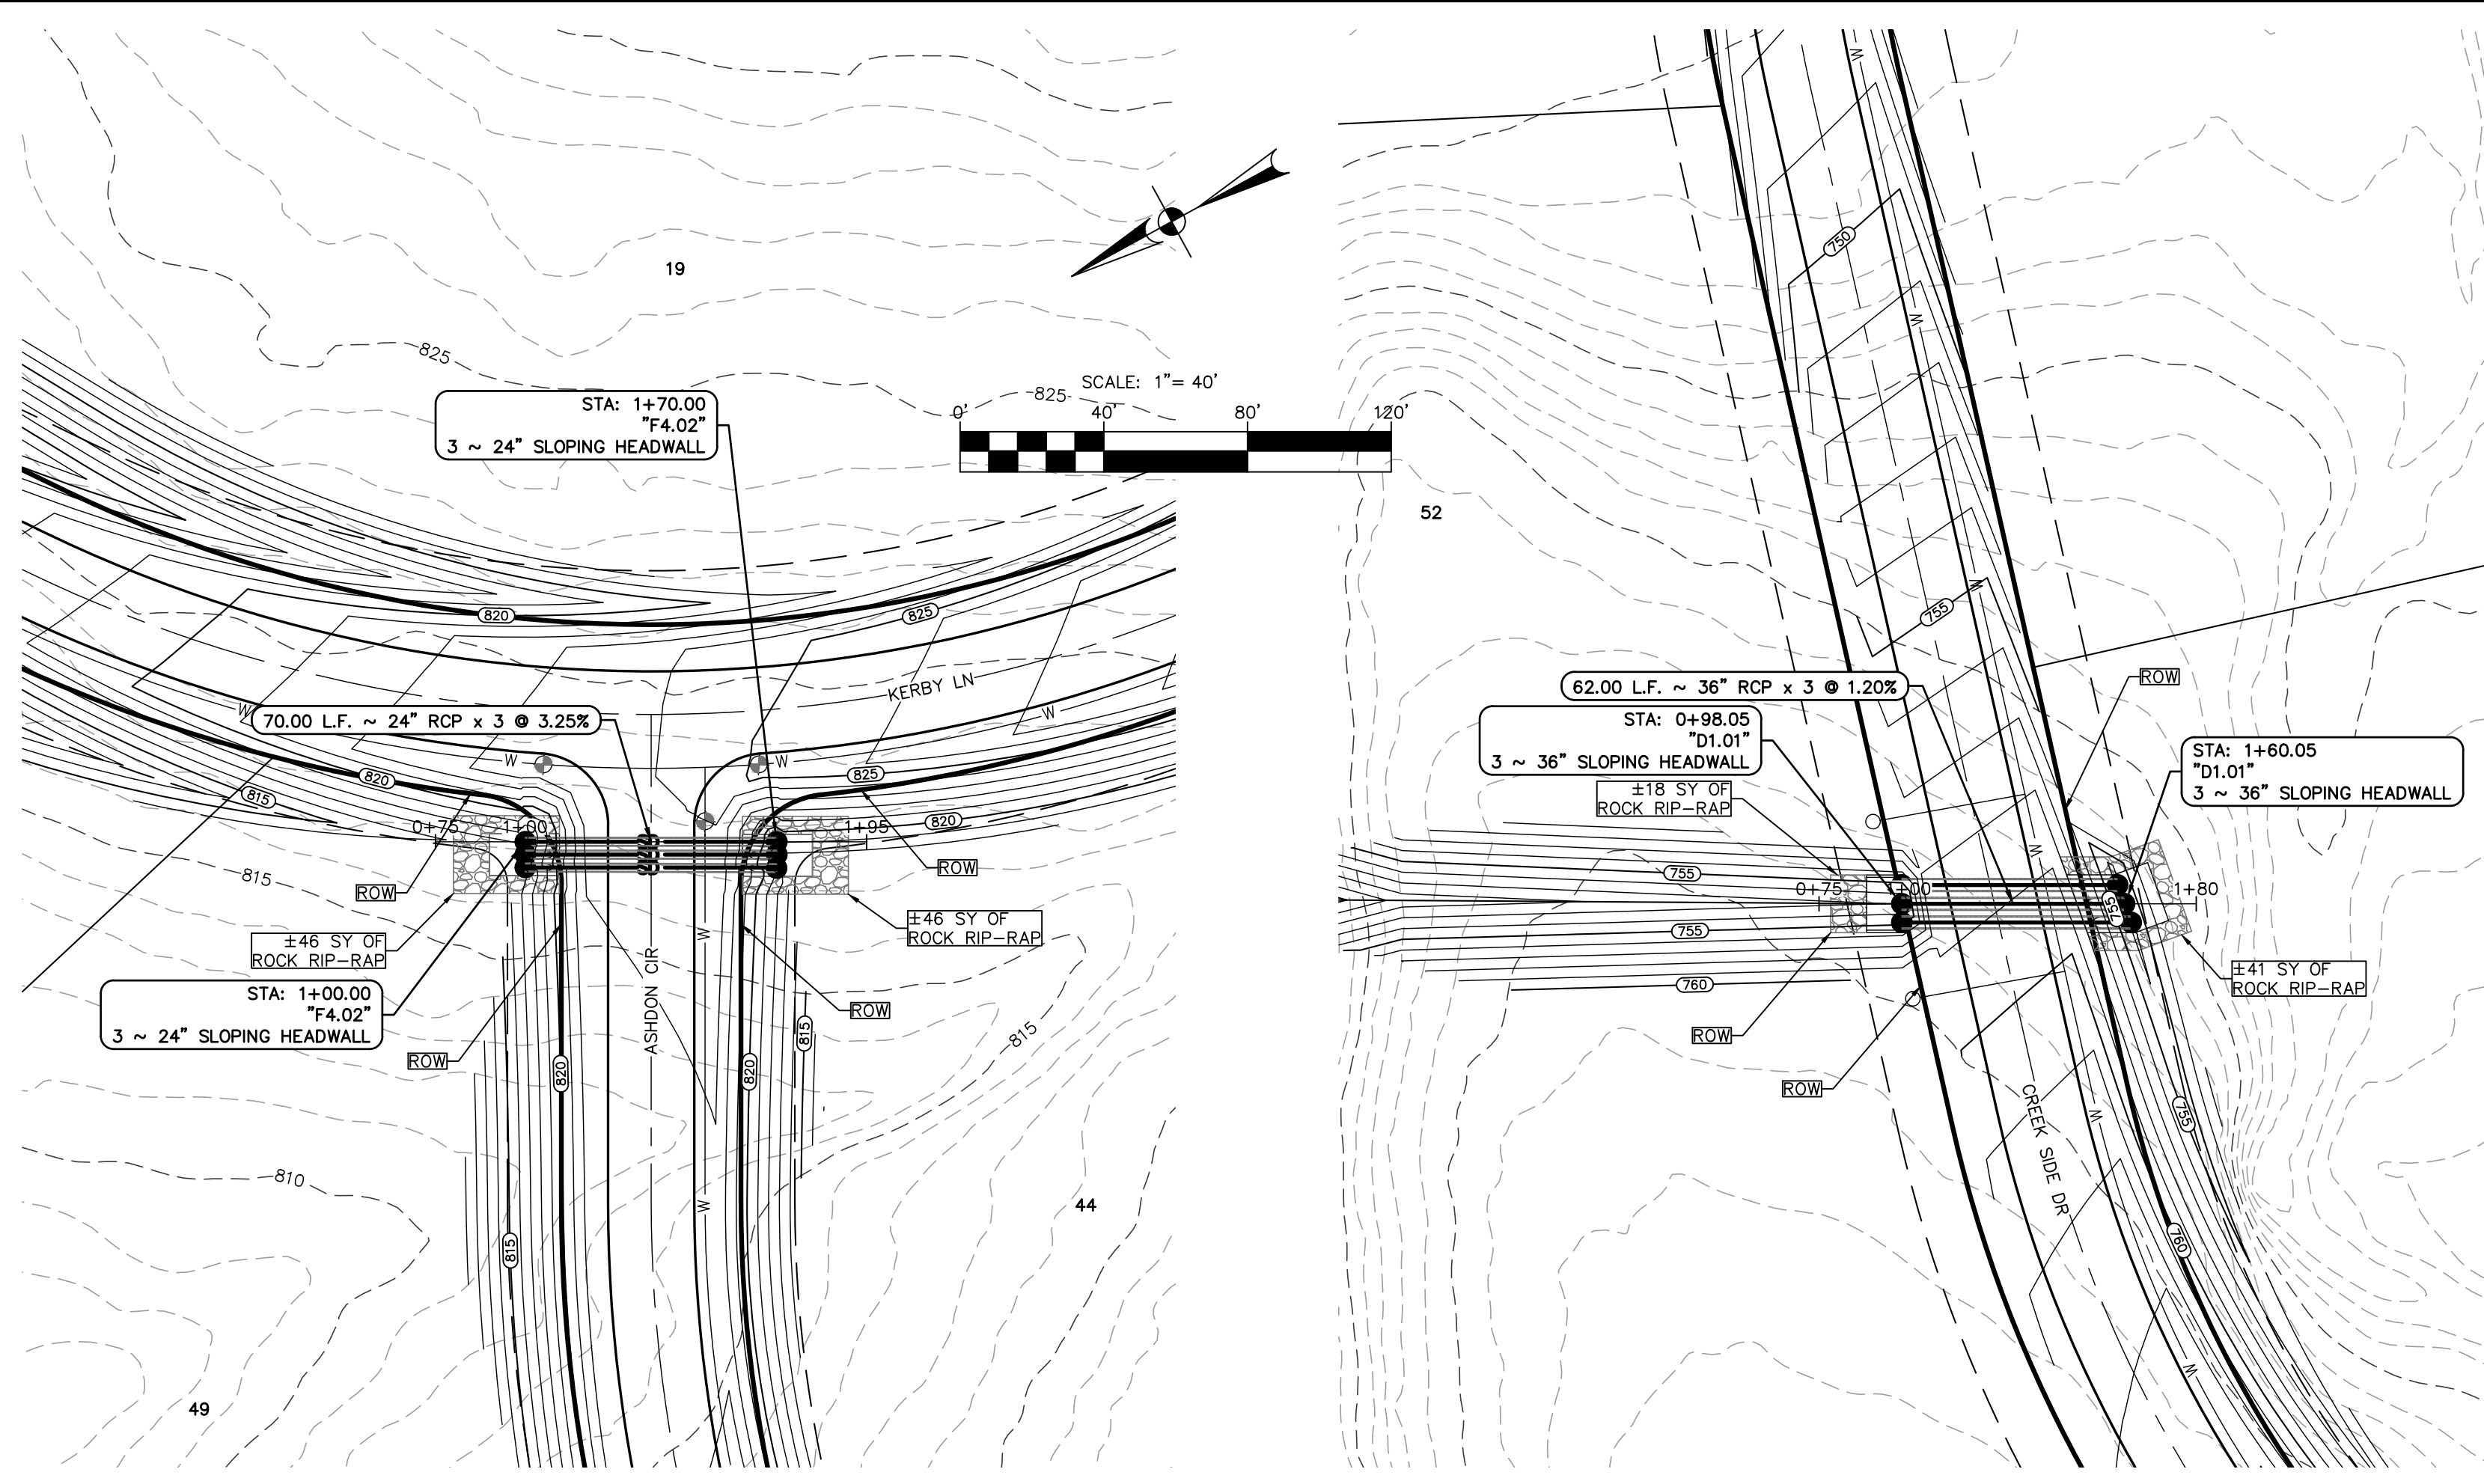 19
825
STA: 1+70.00
"F4.02"
3 ~ 24" SLOPING HEADWALL
825
SCALE: 1"= 40'
0' 40' 80' 120'
820
825
KERBY LN
W
W
W
W
70.00 L.F. ~ 24" RCP x 3 @ 3.25%
820
825
815
820
0+75 1+00 1+95
ROW
ROW
815
±46 SY OF
ROCK RIP-RAP
±46 SY OF
ROCK RIP-RAP
STA: 1+00.00
"F4.02"
3 ~ 24" SLOPING HEADWALL
ROW
ROW
ASHDON CIR
W
W
820
820
815
815
815
810
44
49
W
750
W
52
W
755
62.00 L.F. ~ 36" RCP x 3 @ 1.20%
ROW
STA: 0+98.05
"D1.01"
3 ~ 36" SLOPING HEADWALL
STA: 1+60.05
"D1.01"
3 ~ 36" SLOPING HEADWALL
±18 SY OF
ROCK RIP-RAP
W
755
0+75 1+00 1+80
755
755
±41 SY OF
ROCK RIP-RAP
760
ROW
ROW
CREEK SIDE DR
W
755
760
W